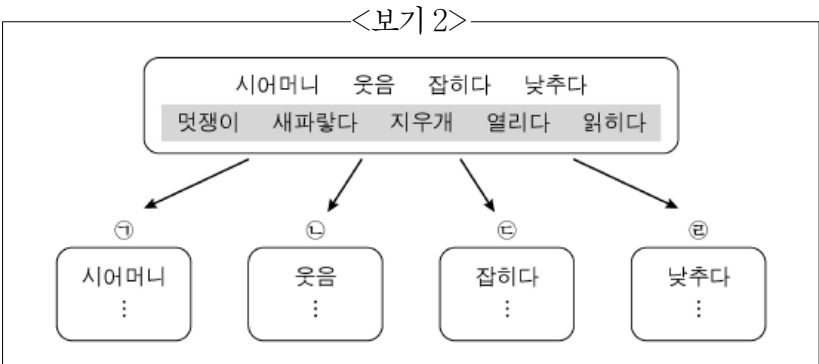 <보기 2>
시어머니 웃음 잡히다 낮추다
멋쟁이 새파랗다 지우개 열리다 읽히다
㉠ ㉡ ㉢ ㉣
시어머니 웃음 잡히다 낮추다
⋮ ⋮ ⋮ ⋮